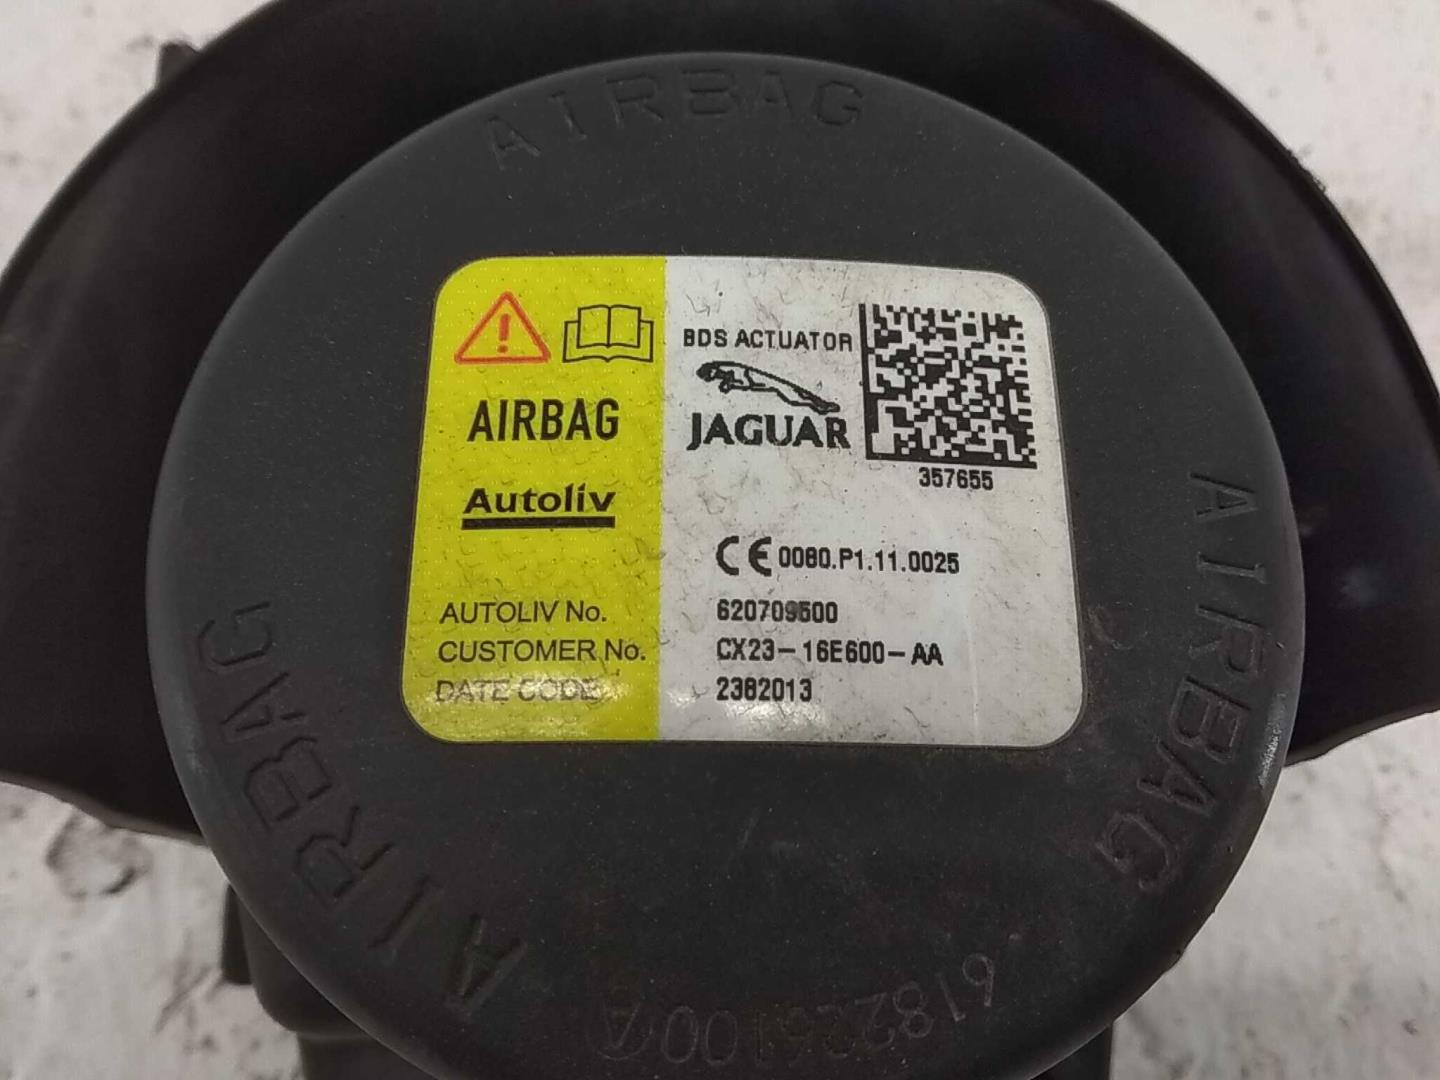 AIRBAG
BDS ACTUATOR
JAGUAR
357655
AIRBAG
Autoliv
CE 0080.P1.11.0025
AUTOLIV No. 620709500
CUSTOMER No. CX23-16E600-AA
DATE CODE 2382013
AIRBAG
AIRBAG
618226100 A